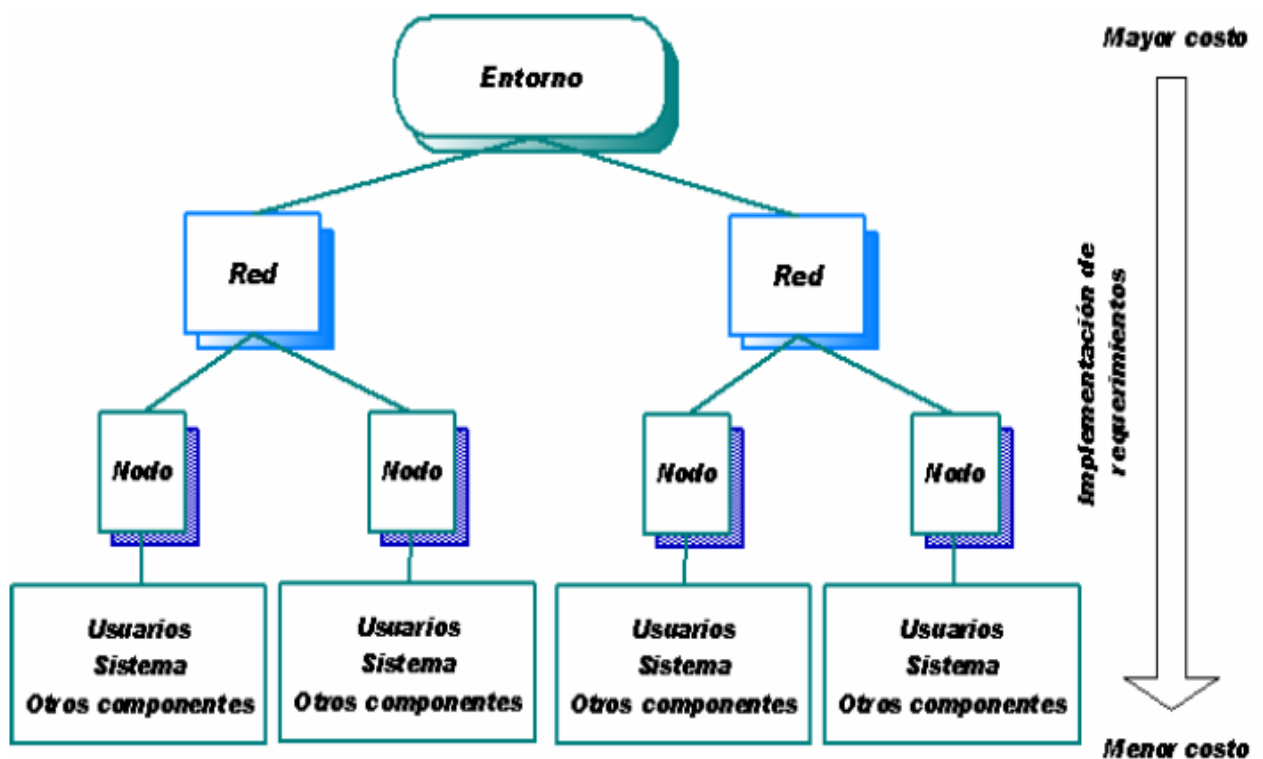 Mayor costo
Entorno
Red
Red
Implementación de
requerimientos
Nodo
Nodo
Nodo
Nodo
Usuarios
Sistema
Otros componentes
Usuarios
Sistema
Otros componentes
Usuarios
Sistema
Otros componentes
Usuarios
Sistema
Otros componentes
Menor costo